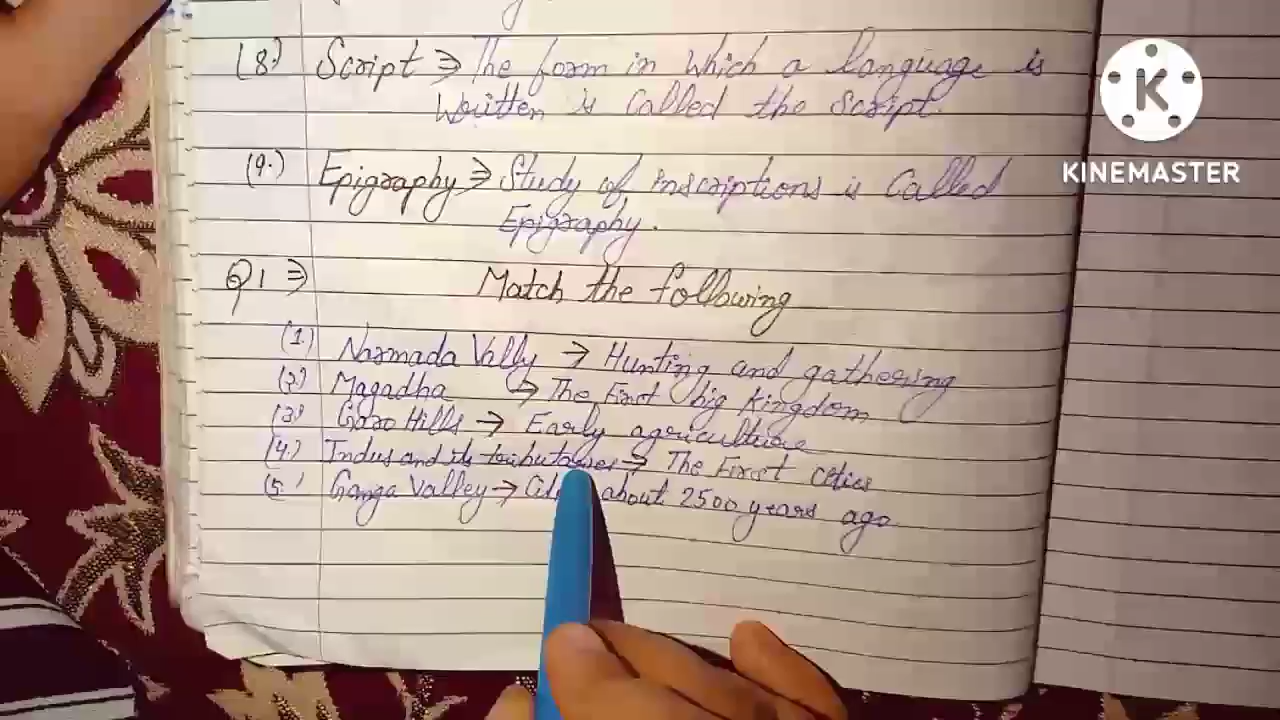 (8.) Script ⇒ The form in which a language is
written is called the script.
(9.) Epigraphy ⇒ Study of inscriptions is called
Epigraphy.
Q1 ⇒ Match the following
(1.) Narmada Vally → Hunting and gathering
(2.) Magadha → The First big Kingdom
(3.) Garo Hills → Early agriculture
(4.) Indus and its tributaries → The First cities
(5.) Ganga Valley → about 2500 years ago
K
KINEMASTER